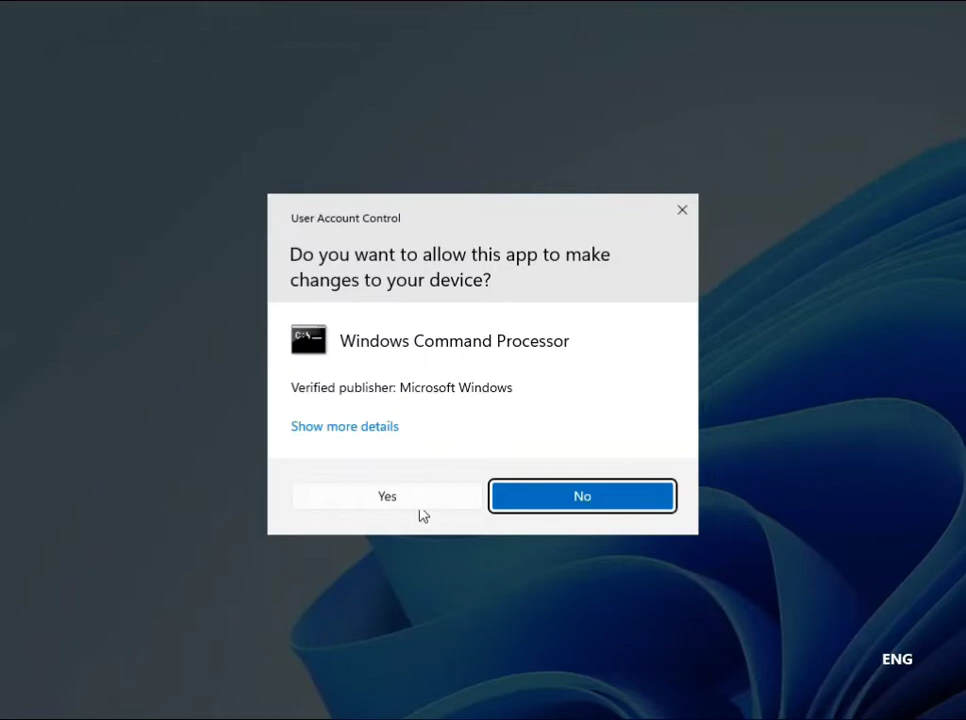 User Account Control
Do you want to allow this app to make
changes to your device?
C:\_
Windows Command Processor
Verified publisher: Microsoft Windows
Show more details
Yes
No
ENG